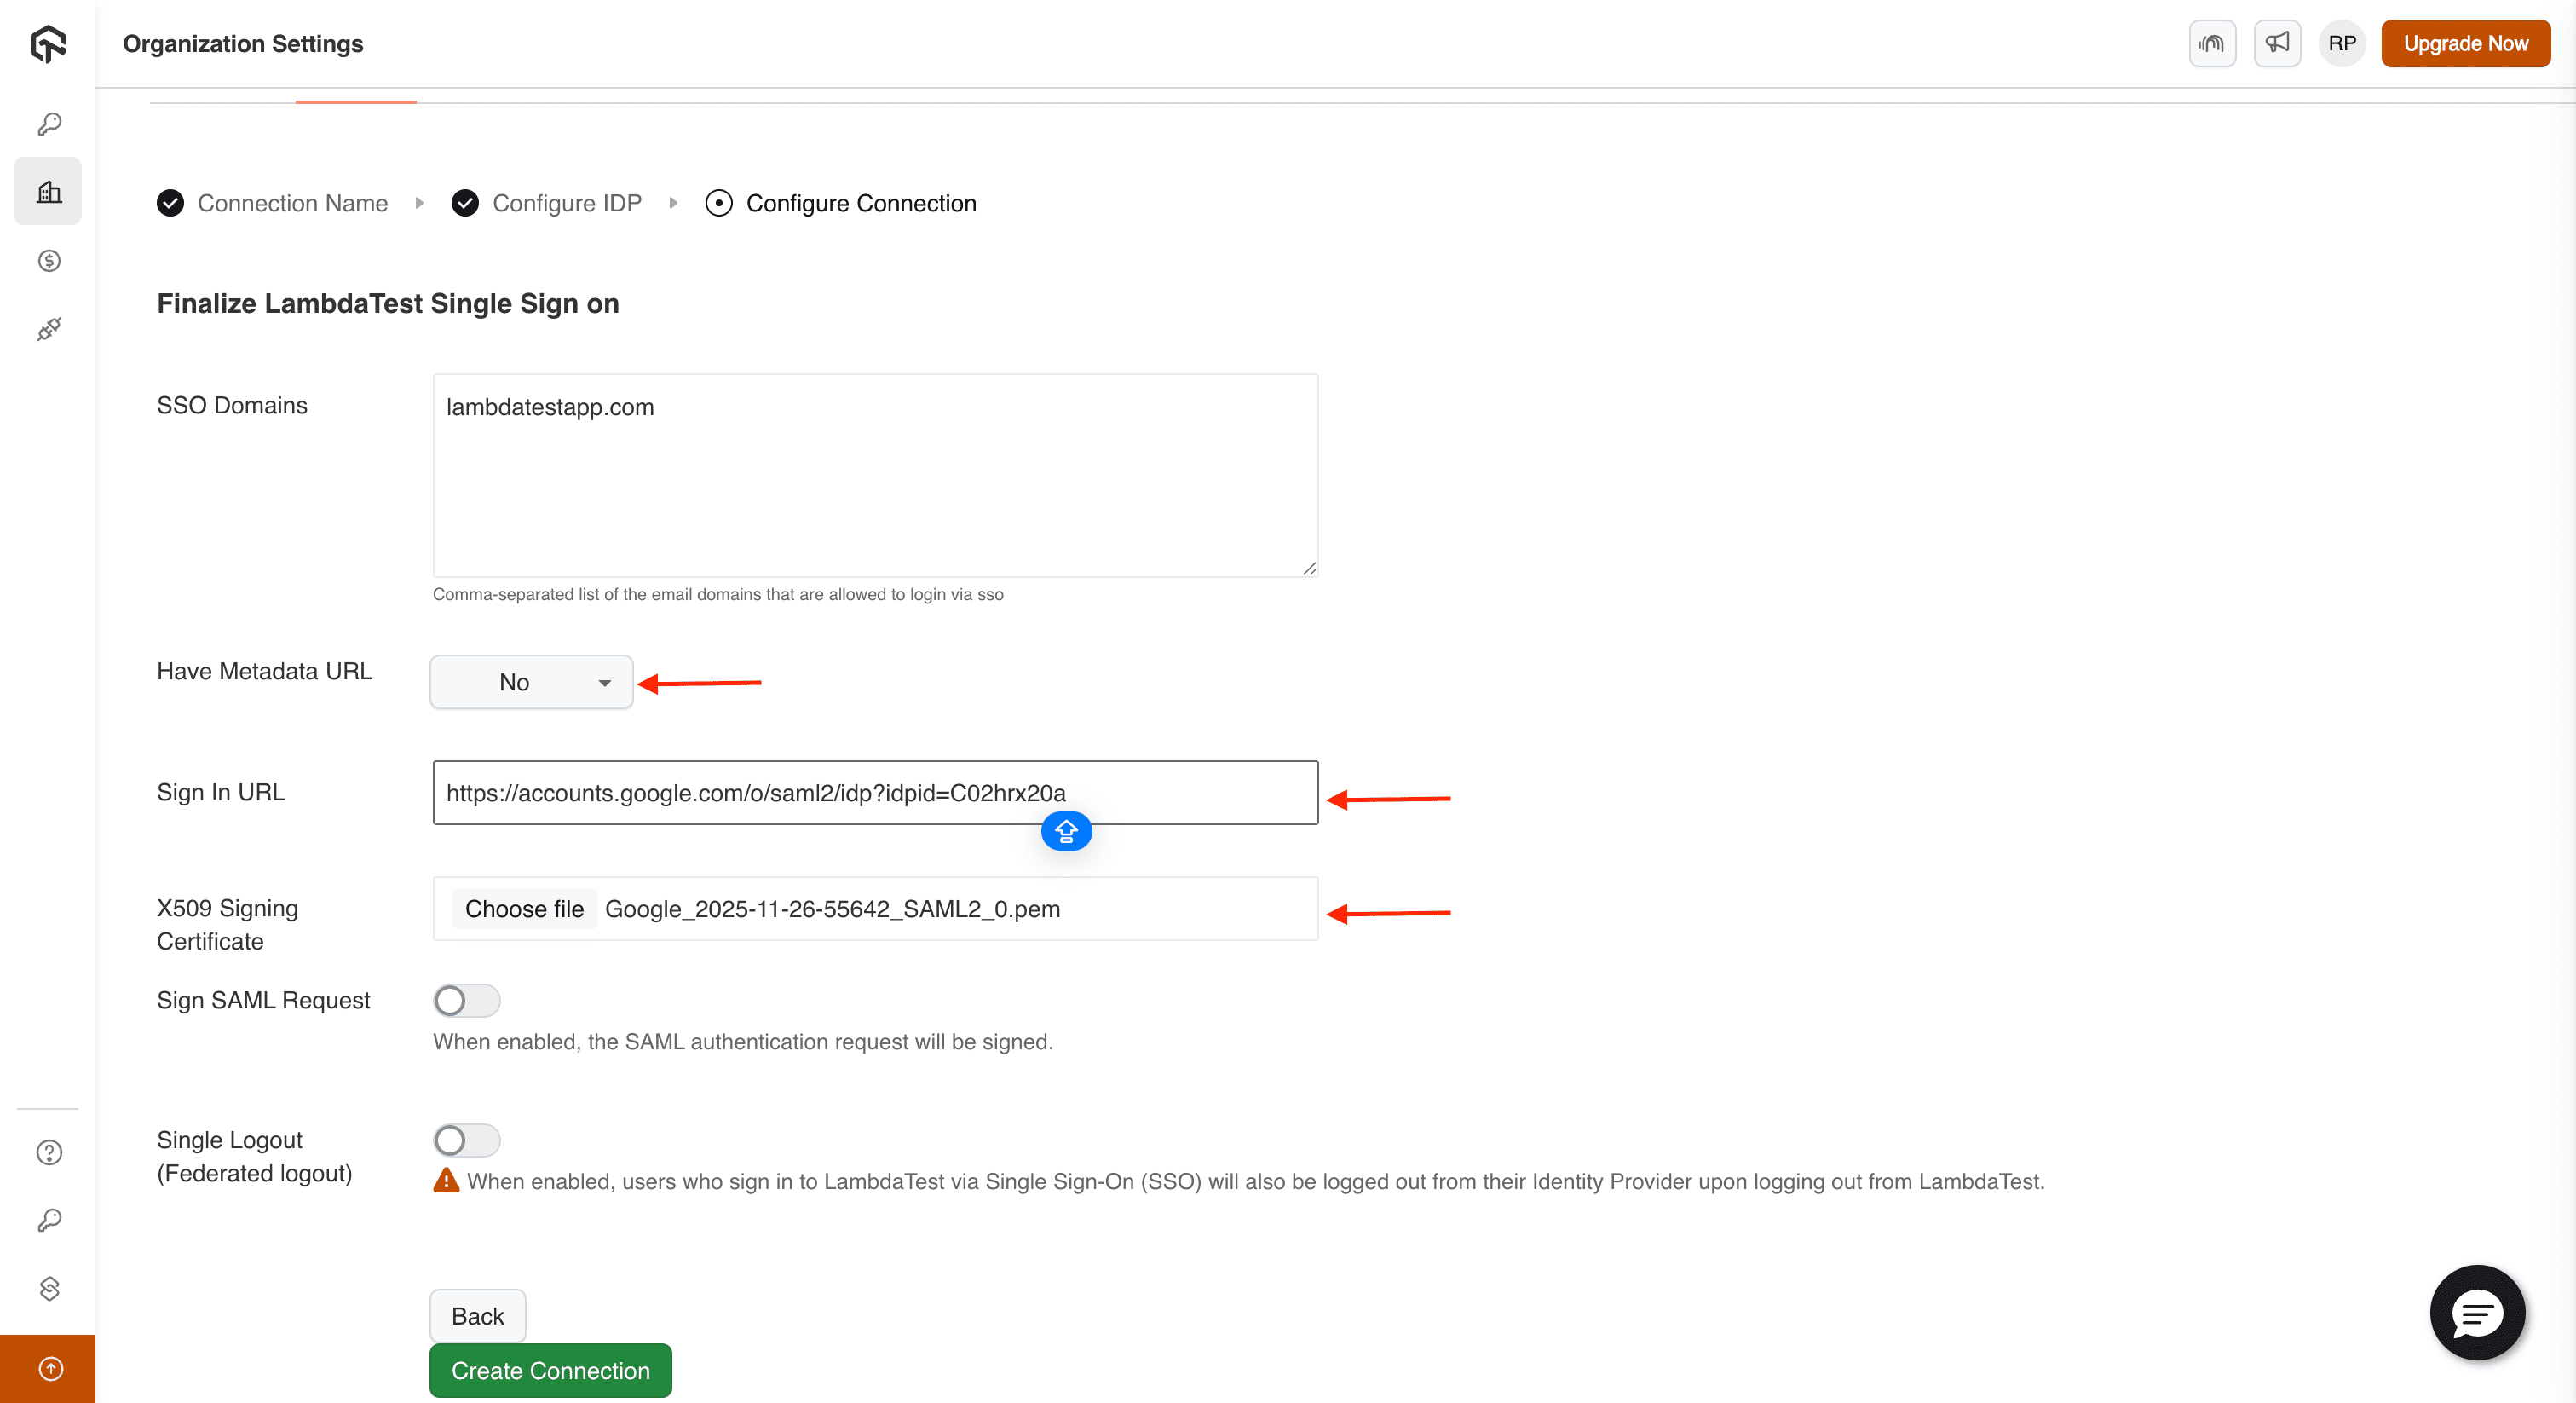 Organization Settings
RP
Upgrade Now
Connection Name
Configure IDP
Configure Connection
Finalize LambdaTest Single Sign on
SSO Domains
lambdatestapp.com
Comma-separated list of the email domains that are allowed to login via sso
Have Metadata URL
No
Sign In URL
https://accounts.google.com/o/saml2/idp?idpid=C02hrx20a
X509 Signing
Certificate
Choose file
Google_2025-11-26-55642_SAML2_0.pem
Sign SAML Request
When enabled, the SAML authentication request will be signed.
Single Logout
(Federated logout)
When enabled, users who sign in to LambdaTest via Single Sign-On (SSO) will also be logged out from their Identity Provider upon logging out from LambdaTest.
Back
Create Connection